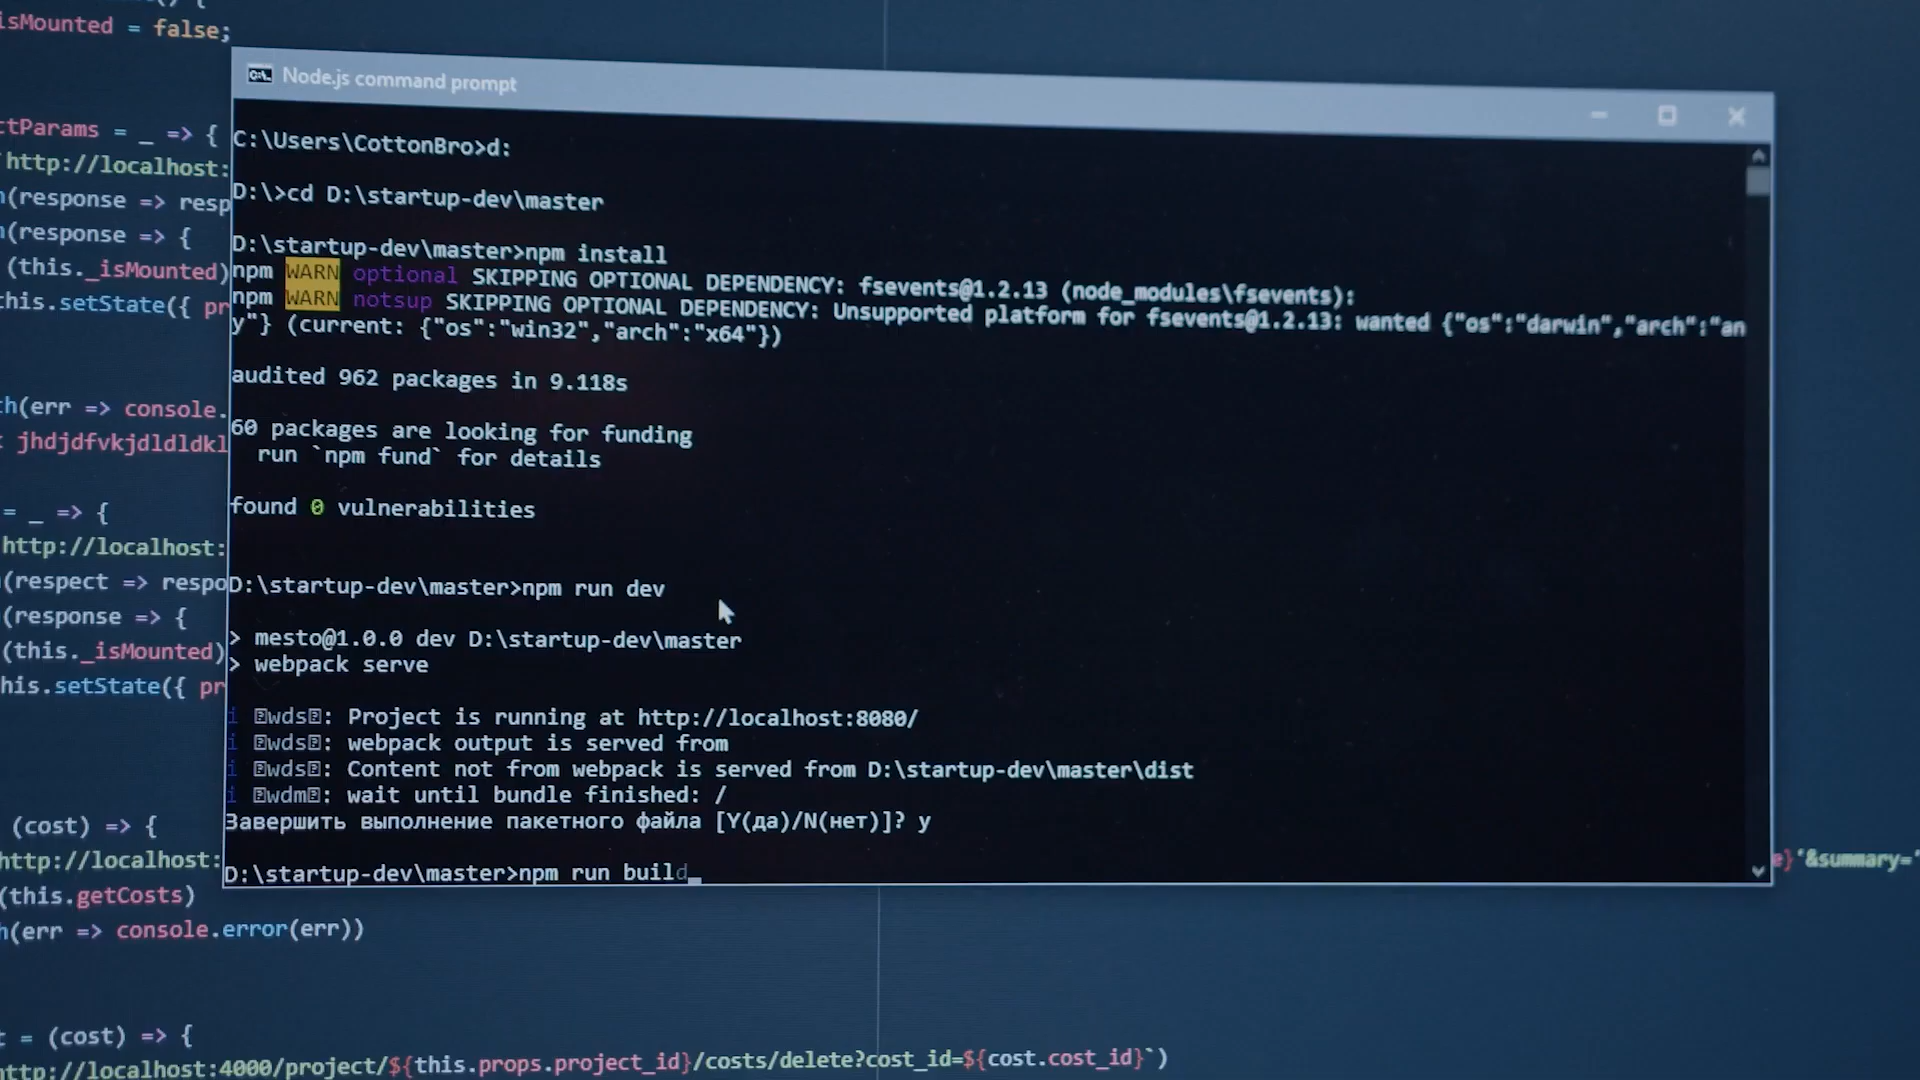 isMounted = false;
Node.js command prompt
C:\Users\CottonBro>d:
D:\>cd D:\startup-dev\master
D:\startup-dev\master>npm install
npm WARN optional SKIPPING OPTIONAL DEPENDENCY: fsevents@1.2.13 (node_modules\fsevents):
npm WARN notsup SKIPPING OPTIONAL DEPENDENCY: Unsupported platform for fsevents@1.2.13: wanted {"os":"darwin","arch":"an
y"} (current: {"os":"win32","arch":"x64"})
audited 962 packages in 9.118s
60 packages are looking for funding
run `npm fund` for details
found 0 vulnerabilities
D:\startup-dev\master>npm run dev
> mesto@1.0.0 dev D:\startup-dev\master
> webpack serve
i wds: Project is running at http://localhost:8080/
i wds: webpack output is served from
i wds: Content not from webpack is served from D:\startup-dev\master\dist
i wdm: wait until bundle finished: /
Завершить выполнение пакетного файла [Y(да)/N(нет)]? y
D:\startup-dev\master>npm run build_
ctParams = _ => {
http://localhost:
(response => resp
(response => {
(this._isMounted)
this.setState({ pr
h(err => console.
jhdjdfvkjdldldkl
= _ => {
http://localhost:
(respect => respo
(response => {
(this._isMounted)
his.setState({ pr
(cost) => {
http://localhost:
e}`&summary=
(this.getCosts)
h(err => console.error(err))
t = (cost) => {
http://localhost:4000/project/${this.props.project_id}/costs/delete?cost_id=${cost.cost_id}`)